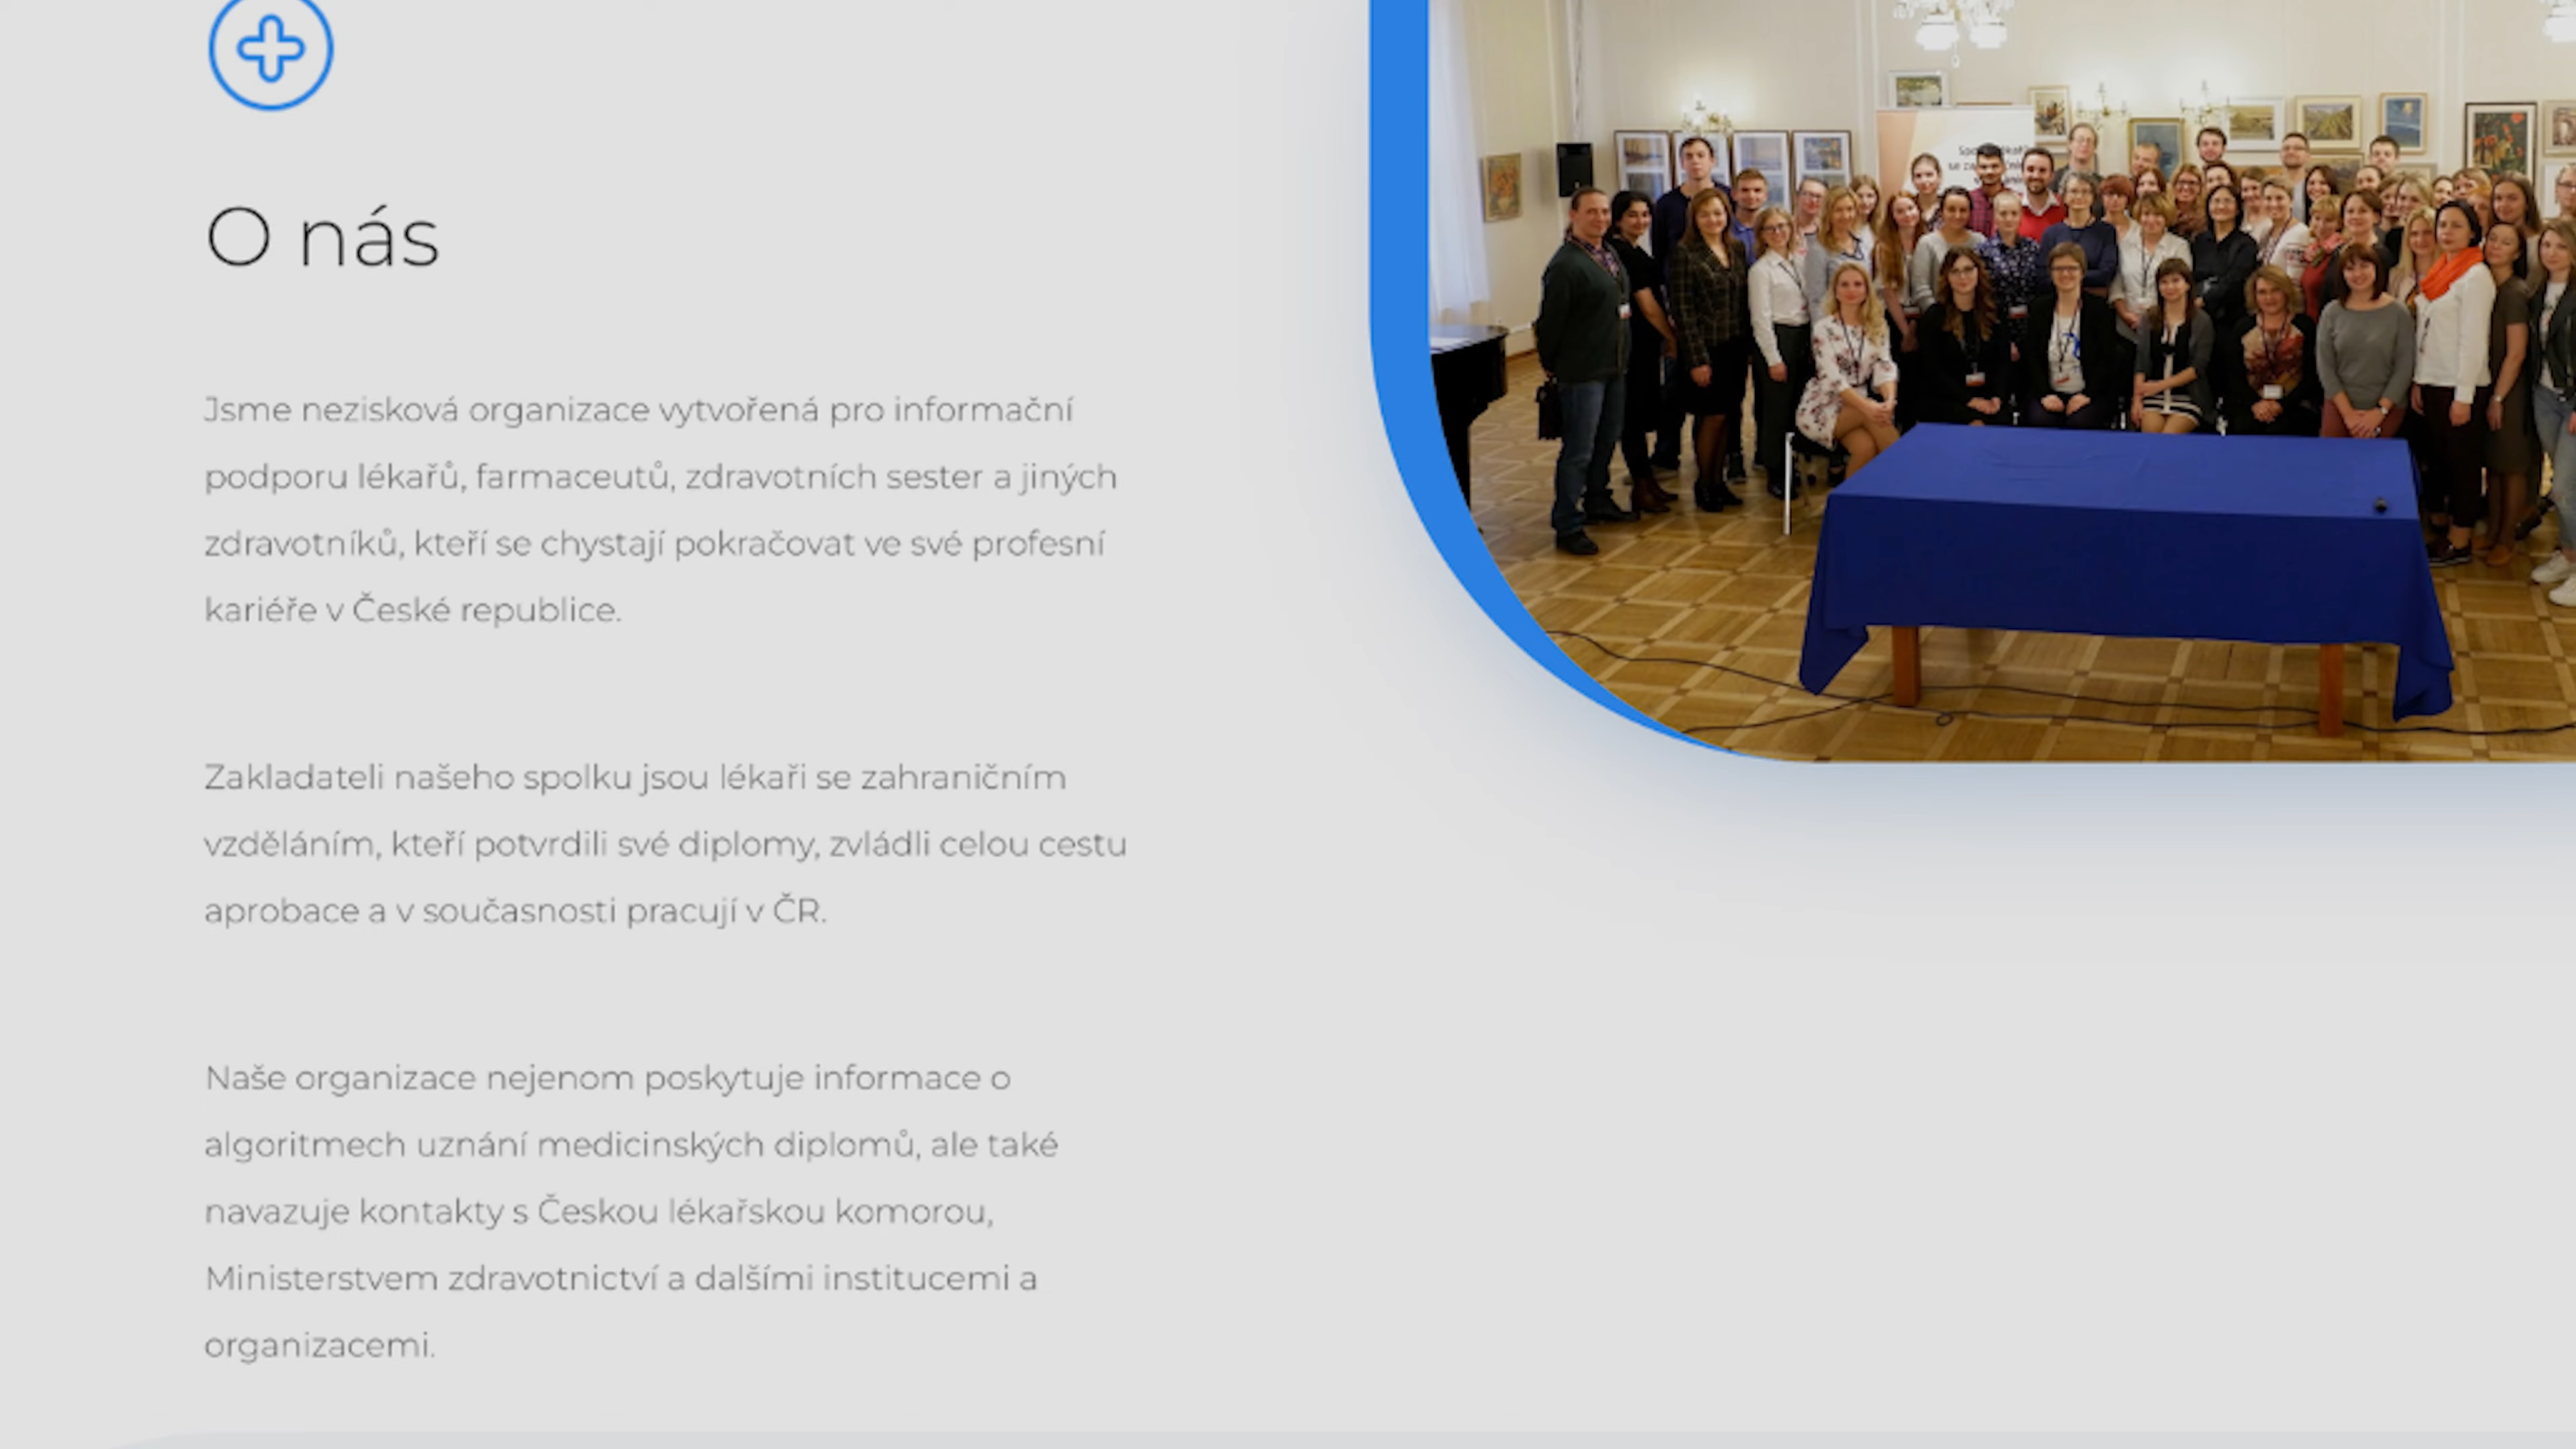 O nás
Jsme nezisková organizace vytvořená pro informační
podporu lékařů, farmaceutů, zdravotních sester a jiných
zdravotníků, kteří se chystají pokračovat ve své profesní
kariéře v České republice.
Zakladateli našeho spolku jsou lékaři se zahraničním
vzděláním, kteří potvrdili své diplomy, zvládli celou cestu
aprobace a v současnosti pracují v ČR.
Naše organizace nejenom poskytuje informace o
algoritmech uznání medicinských diplomů, ale také
navazuje kontakty s Českou lékařskou komorou,
Ministerstvem zdravotnictví a dalšími institucemi a
organizacemi.